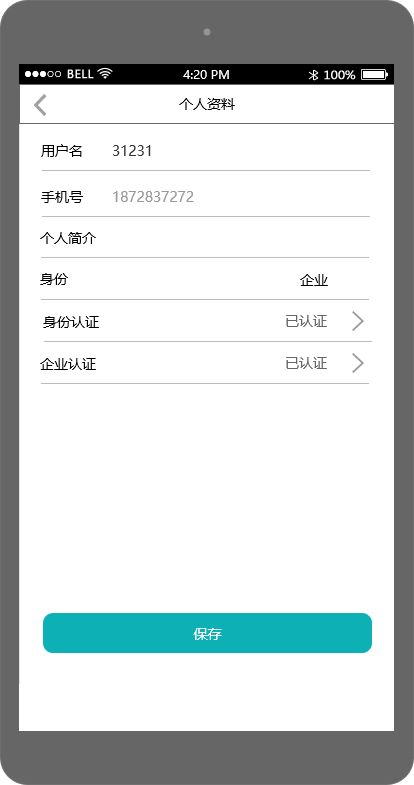 BELL 4:20 PM 100%
个人资料
用户名 31231
手机号 1872837272
个人简介
身份 企业
身份认证 已认证
企业认证 已认证
保存